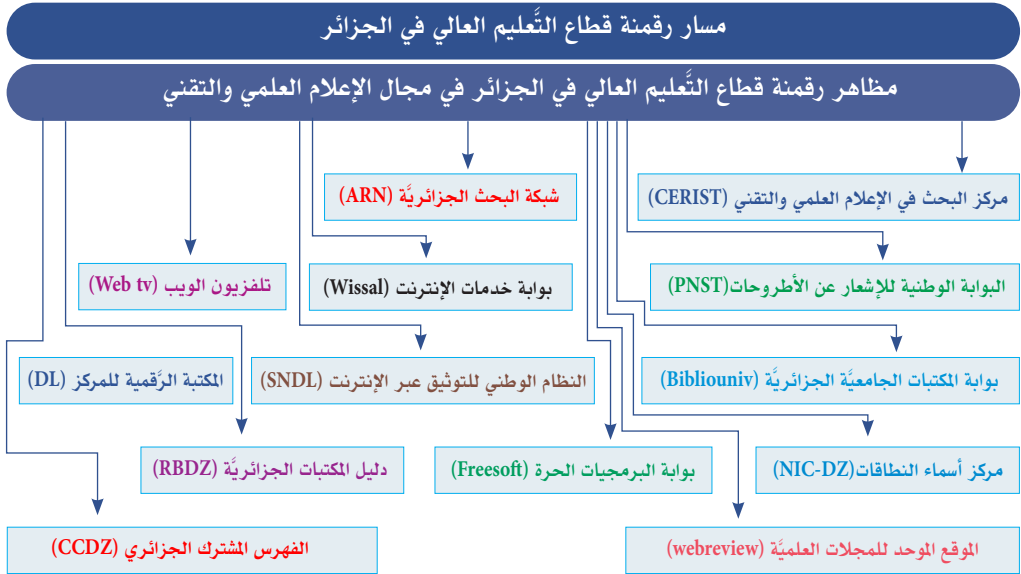 مسار رقمنة قطاع التَّعليم العالي في الجزائر
مظاهر رقمنة قطاع التَّعليم العالي في الجزائر في مجال الإعلام العلمي والتقني
مركز البحث في الإعلام العلمي والتقني (CERIST)
شبكة البحث الجزائريَّة (ARN)
البوابة الوطنية للإشعار عن الأطروحات(PNST)
بوابة خدمات الإنترنت (Wissal)
تلفزيون الويب (Web tv)
بوابة المكتبات الجامعيَّة الجزائريَّة (Bibliouniv)
النظام الوطني للتوثيق عبر الإنترنت (SNDL)
المكتبة الرَّقمية للمركز (DL)
مركز أسماء النطاقات(NIC-DZ)
بوابة البرمجيات الحرة (Freesoft)
دليل المكتبات الجزائريَّة (RBDZ)
الموقع الموحد للمجلات العلميَّة (webreview)
الفهرس المشترك الجزائري (CCDZ)